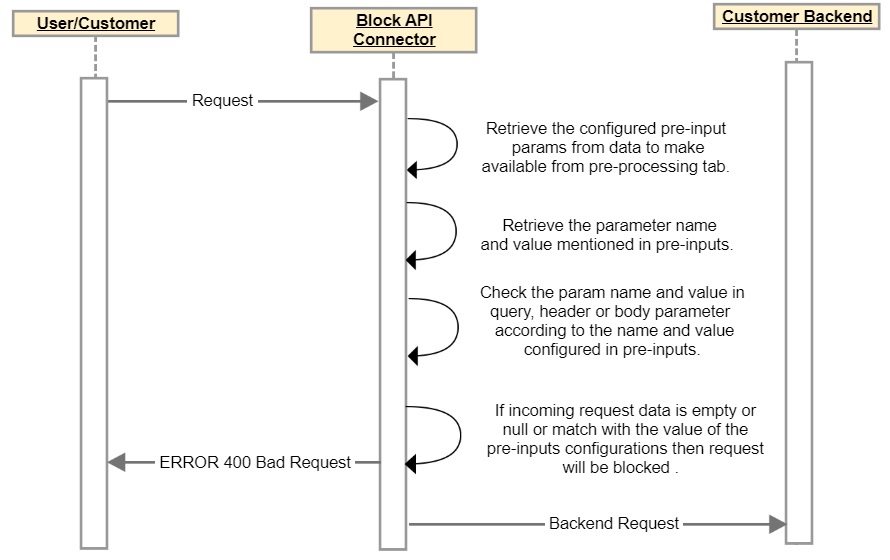 User/Customer
Block API
Connector
Customer Backend
Request
Retrieve the configured pre-input
params from data to make
available from pre-processing tab.
Retrieve the parameter name
and value mentioned in pre-inputs.
Check the param name and value in
query, header or body parameter
according to the name and value
configured in pre-inputs.
If incoming request data is empty or
null or match with the value of the
pre-inputs configurations then request
will be blocked .
ERROR 400 Bad Request
Backend Request